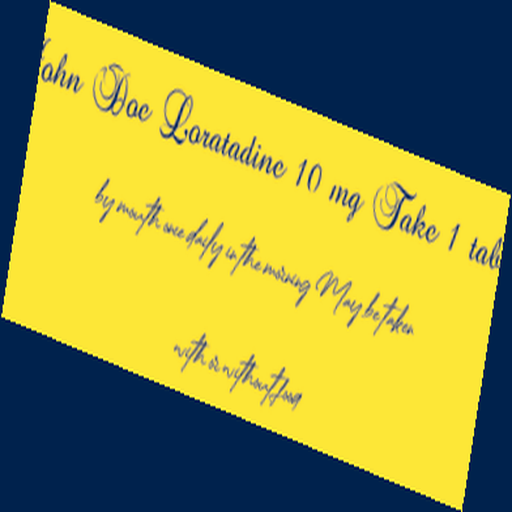 John Doe Loratadine 10 mg Take 1 tab
by mouth once daily in the morning May be taken
with or without food